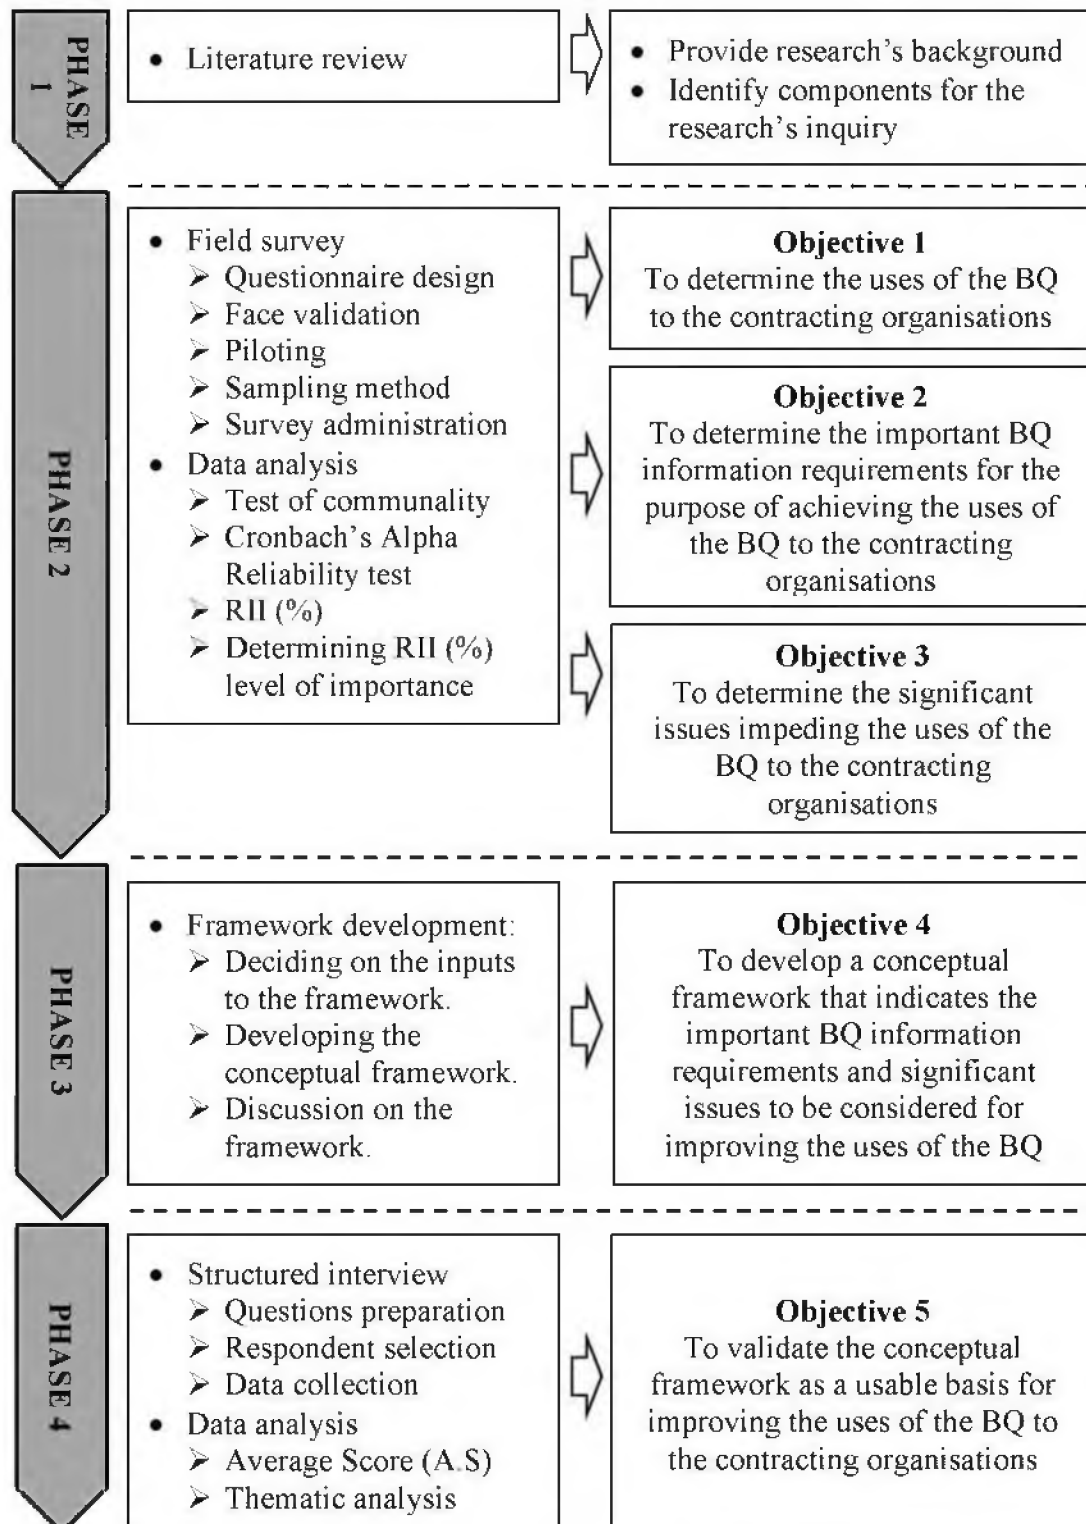 PHASE
1
• Literature review
• Provide research's background
• Identify components for the
research's inquiry
PHASE 2
• Field survey
➢ Questionnaire design
➢ Face validation
➢ Piloting
➢ Sampling method
➢ Survey administration
• Data analysis
➢ Test of communality
➢ Cronbach's Alpha
Reliability test
➢ RII (%)
➢ Determining RII (%)
level of importance
Objective 1
To determine the uses of the BQ
to the contracting organisations
Objective 2
To determine the important BQ
information requirements for the
purpose of achieving the uses of
the BQ to the contracting
organisations
Objective 3
To determine the significant
issues impeding the uses of the
BQ to the contracting
organisations
PHASE 3
• Framework development:
➢ Deciding on the inputs
to the framework.
➢ Developing the
conceptual framework.
➢ Discussion on the
framework.
Objective 4
To develop a conceptual
framework that indicates the
important BQ information
requirements and significant
issues to be considered for
improving the uses of the BQ
PHASE 4
• Structured interview
➢ Questions preparation
➢ Respondent selection
➢ Data collection
• Data analysis
➢ Average Score (A.S)
➢ Thematic analysis
Objective 5
To validate the conceptual
framework as a usable basis for
improving the uses of the BQ to
the contracting organisations